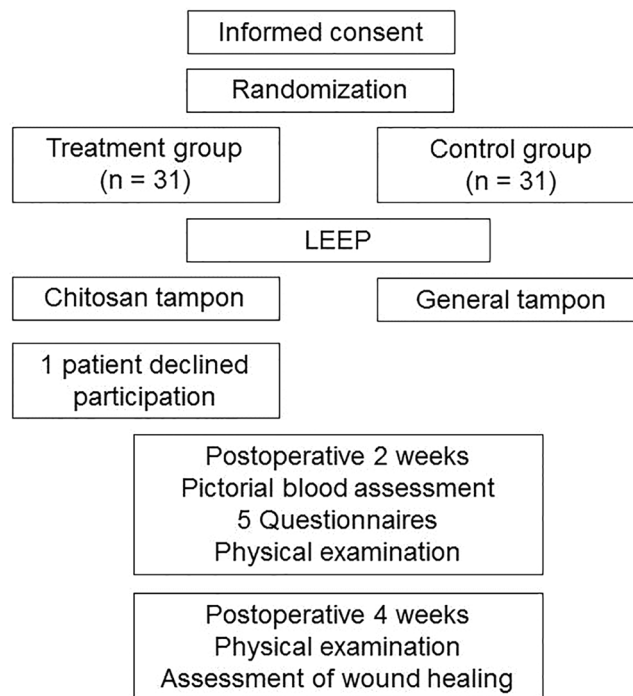 Informed consent
Randomization
Treatment group
(n = 31)
Control group
(n = 31)
LEEP
Chitosan tampon
General tampon
1 patient declined
participation
Postoperative 2 weeks
Pictorial blood assessment
5 Questionnaires
Physical examination
Postoperative 4 weeks
Physical examination
Assessment of wound healing